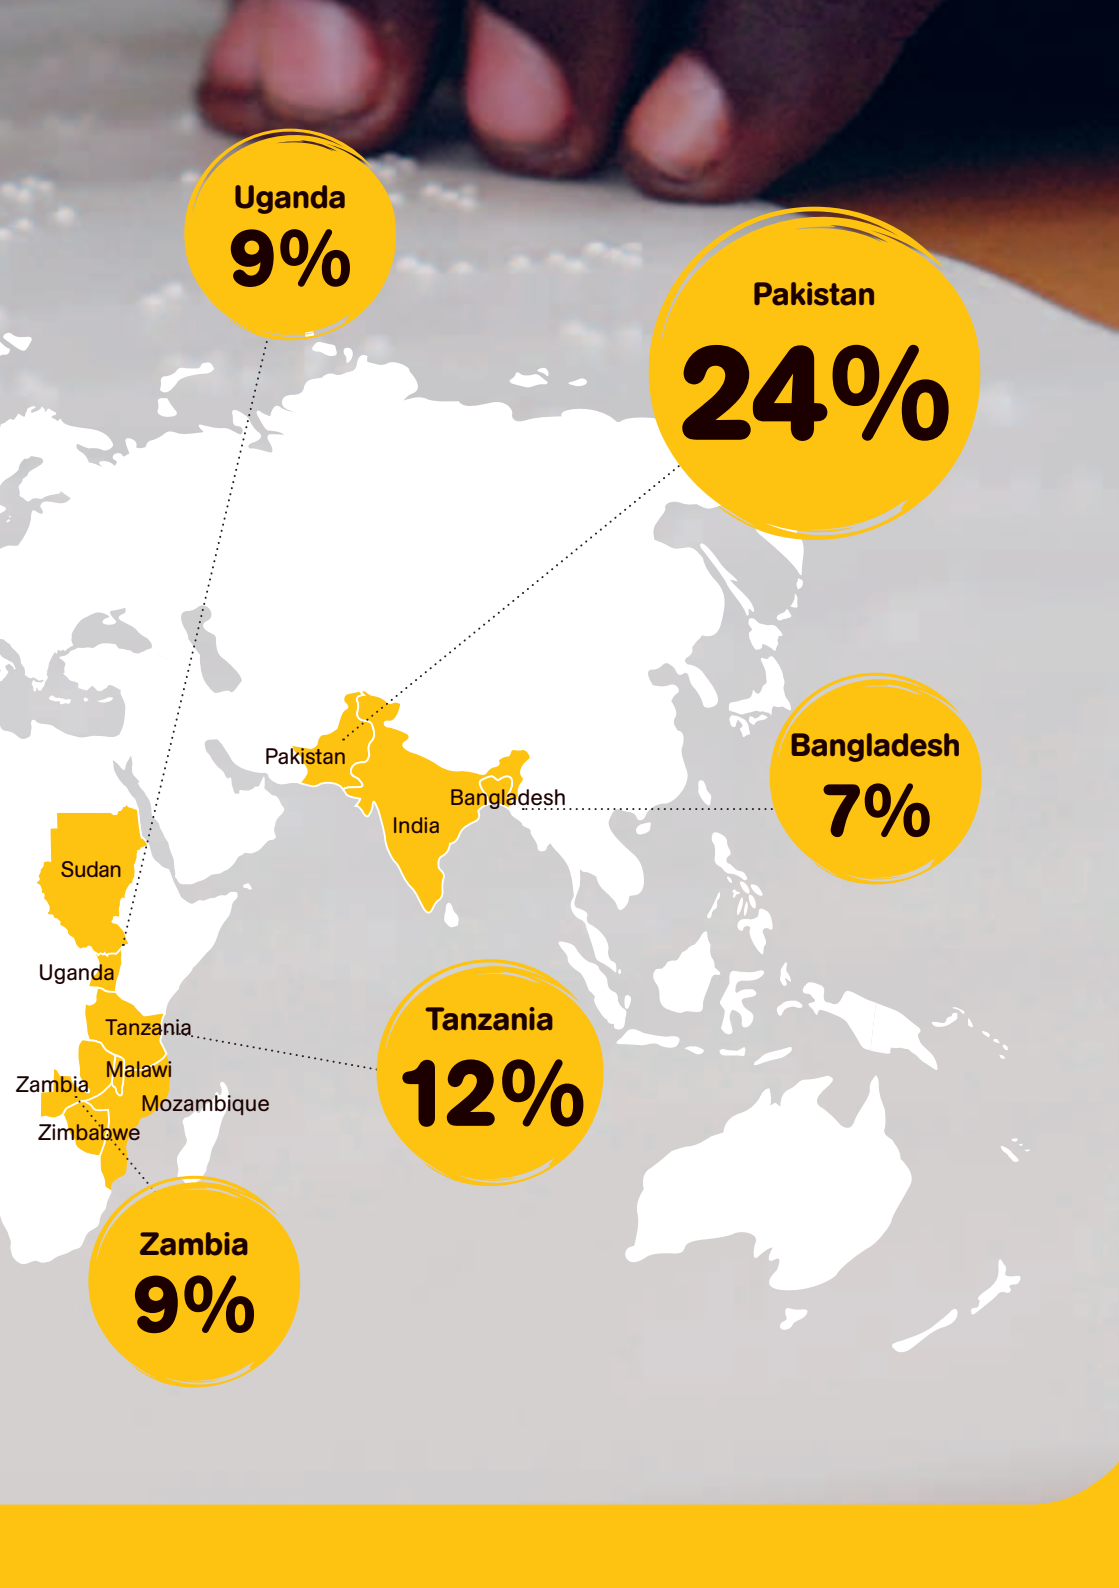 Uganda
9%
Pakistan
24%
Bangladesh
7%
Pakistan
Bangladesh
India
Sudan
Uganda
Tanzania
Malawi
Zambia
Mozambique
Zimbabwe
Tanzania
12%
Zambia
9%